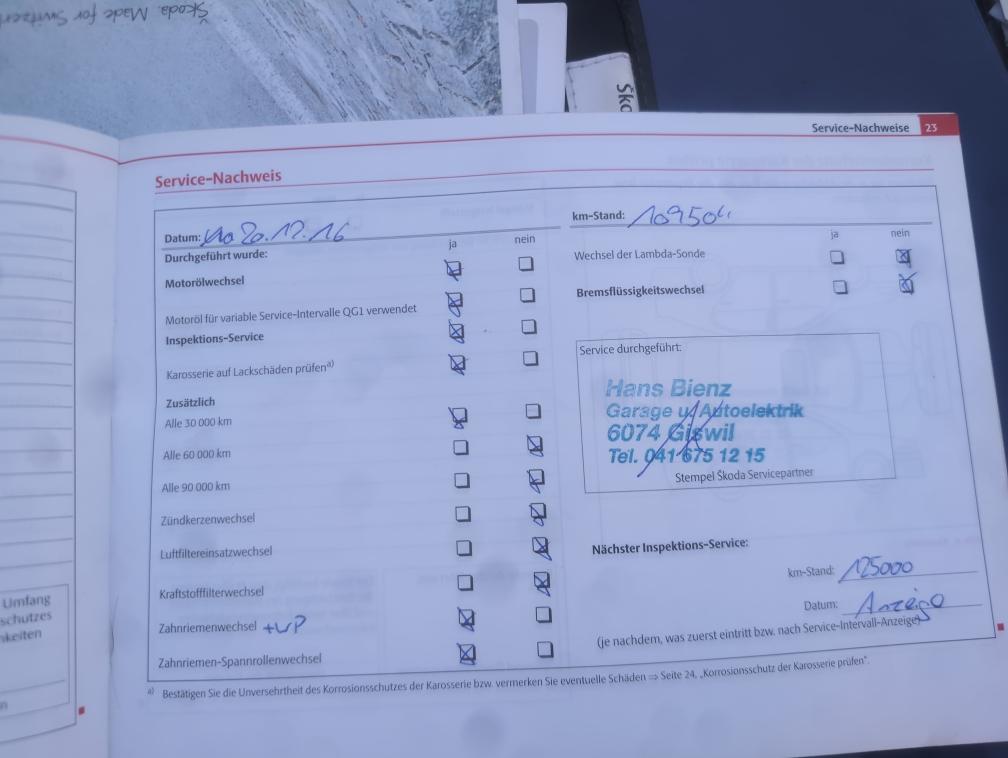 Škoda. Made for Switzerl
Ško
Service-Nachweise 23
Service-Nachweis
Datum: 20.12.16
km-Stand: 109504
Durchgeführt wurde: ja nein
Motorölwechsel
Motoröl für variable Service-Intervalle QG1 verwendet
Inspektions-Service
Karosserie auf Lackschäden prüfen a)
Zusätzlich
Alle 30 000 km
Alle 60 000 km
Alle 90 000 km
Zündkerzenwechsel
Luftfiltereinsatzwechsel
Kraftstofffilterwechsel
Zahnriemenwechsel +WP
Zahnriemen-Spannrollenwechsel
ja nein
Wechsel der Lambda-Sonde
Bremsflüssigkeitswechsel
Service durchgeführt:
Hans Bienz
Garage u. Autoelektrik
6074 Giswil
Tel. 041 675 12 15
Stempel Škoda Servicepartner
Nächster Inspektions-Service:
km-Stand: 125000
Datum: Anzeige
(je nachdem, was zuerst eintritt bzw. nach Service-Intervall-Anzeige)
a) Bestätigen Sie die Unversehrtheit des Korrosionsschutzes der Karosserie bzw. vermerken Sie eventuelle Schäden ⇒ Seite 24, „Korrosionsschutz der Karosserie prüfen“.
Umfang
schutzes
keiten
n